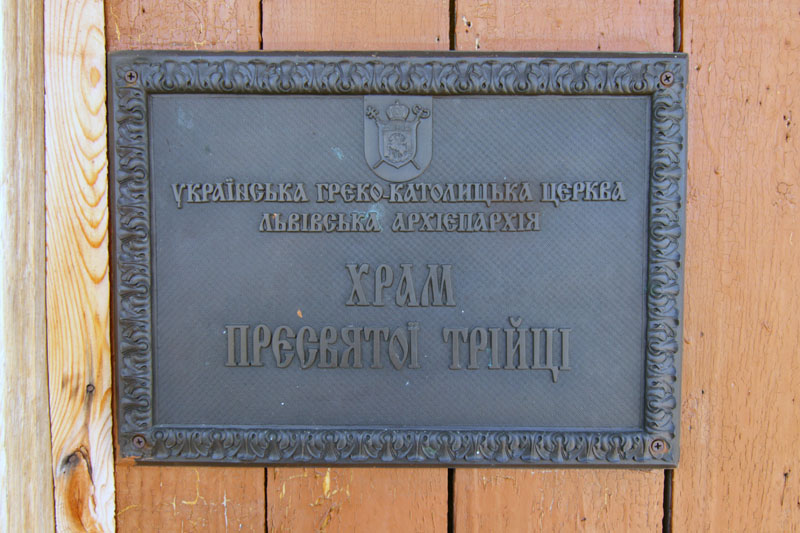 УКРАЇНСЬКА ГРЕКО-КАТОЛИЦЬКА ЦЕРКВА
ЛЬВІВСЬКА АРХІЄПАРХІЯ
ХРАМ
ПРЕСВЯТОЇ ТРІЙЦІ